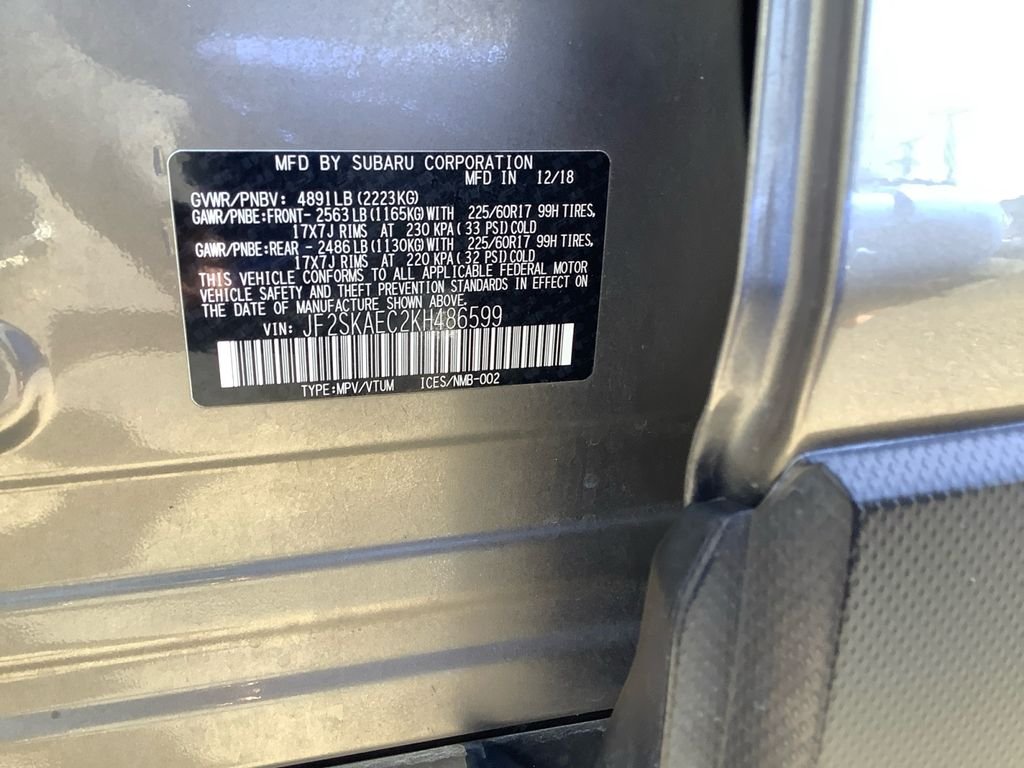 MFD BY SUBARU CORPORATION
MFD IN 12/18
GVWR/PNBV: 4891LB(2223KG)
GAWR/PNBE:FRONT- 2563LB(1165KG)WITH 225/60R17 99H TIRES,
17X7J RIMS AT 230 KPA( 33 PSI)COLD
GAWR/PNBE:REAR - 2486LB(1130KG)WITH 225/60R17 99H TIRES,
17X7J RIMS AT 220 KPA( 32 PSI)COLD
THIS VEHICLE CONFORMS TO ALL APPLICABLE FEDERAL MOTOR
VEHICLE SAFETY AND THEFT PREVENTION STANDARDS IN EFFECT ON
THE DATE OF MANUFACTURE SHOWN ABOVE.
VIN: JF2SKAEC2KH486599
TYPE:MPV/VTUM ICES/NMB-002